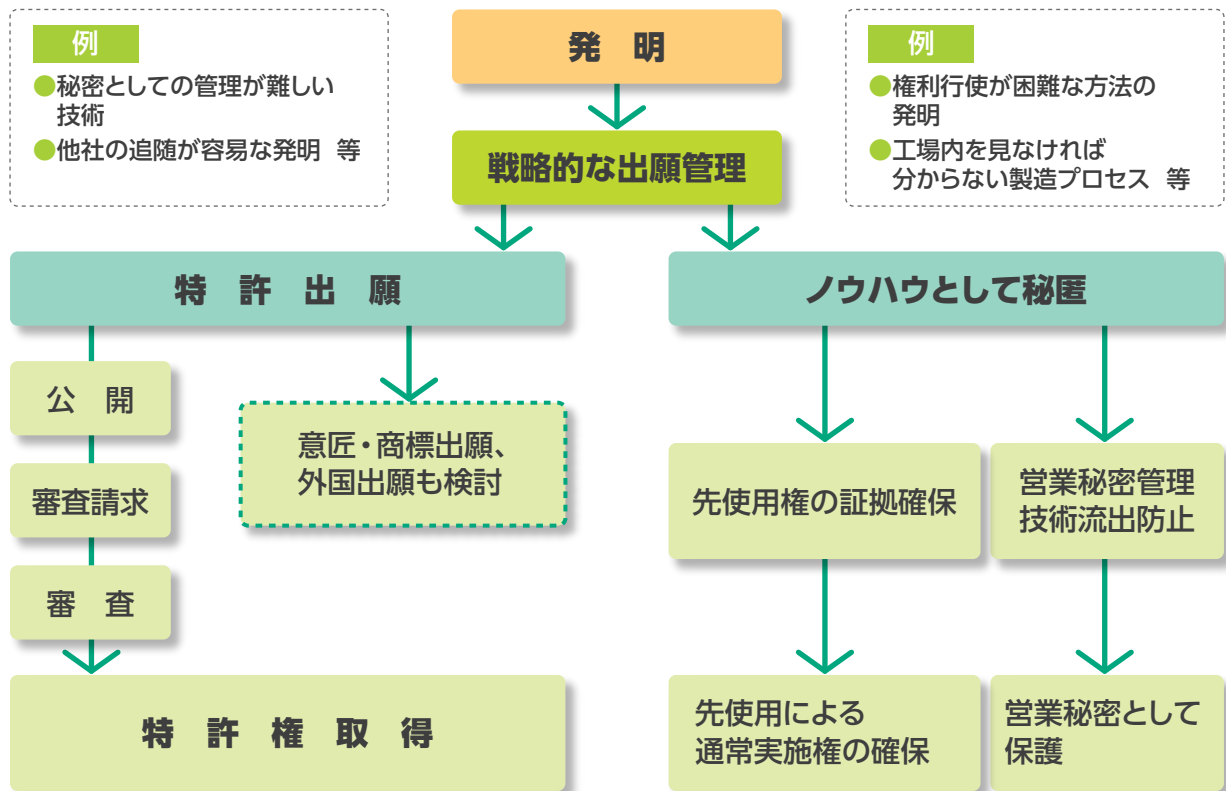 例
●秘密としての管理が難しい
技術
●他社の追随が容易な発明 等
発 明
例
●権利行使が困難な方法の
発明
●工場内を見なければ
分からない製造プロセス 等
戦略的な出願管理
特 許 出 願
ノウハウとして秘匿
公 開
審査請求
審 査
意匠・商標出願、
外国出願も検討
先使用権の証拠確保
営業秘密管理
技術流出防止
特 許 権 取 得
先使用による
通常実施権の確保
営業秘密として
保護